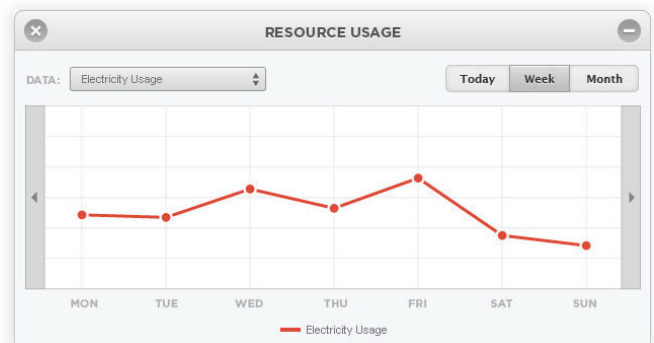 RESOURCE USAGE
DATA: Electricity Usage Today Week Month
MON TUE WED THU FRI SAT SUN
Electricity Usage